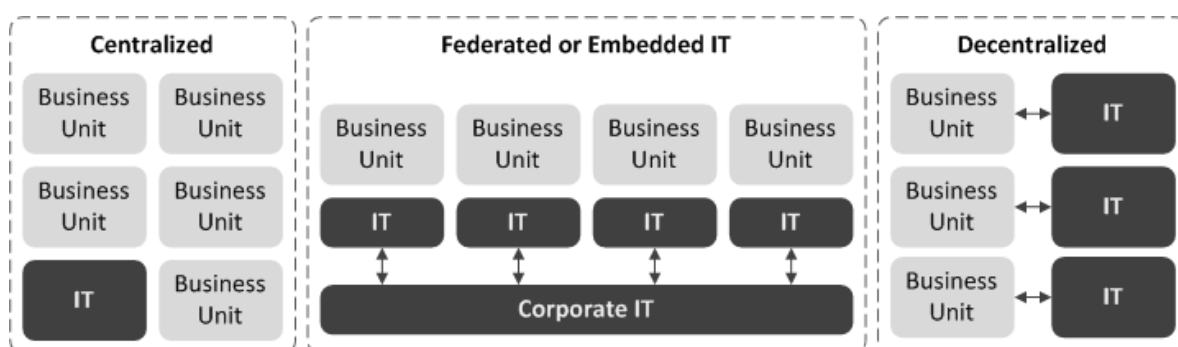 Centralized
Business Unit
Business Unit
Business Unit
Business Unit
IT
Business Unit
Federated or Embedded IT
Business Unit
Business Unit
Business Unit
Business Unit
IT
IT
IT
IT
Corporate IT
Decentralized
Business Unit
IT
Business Unit
IT
Business Unit
IT